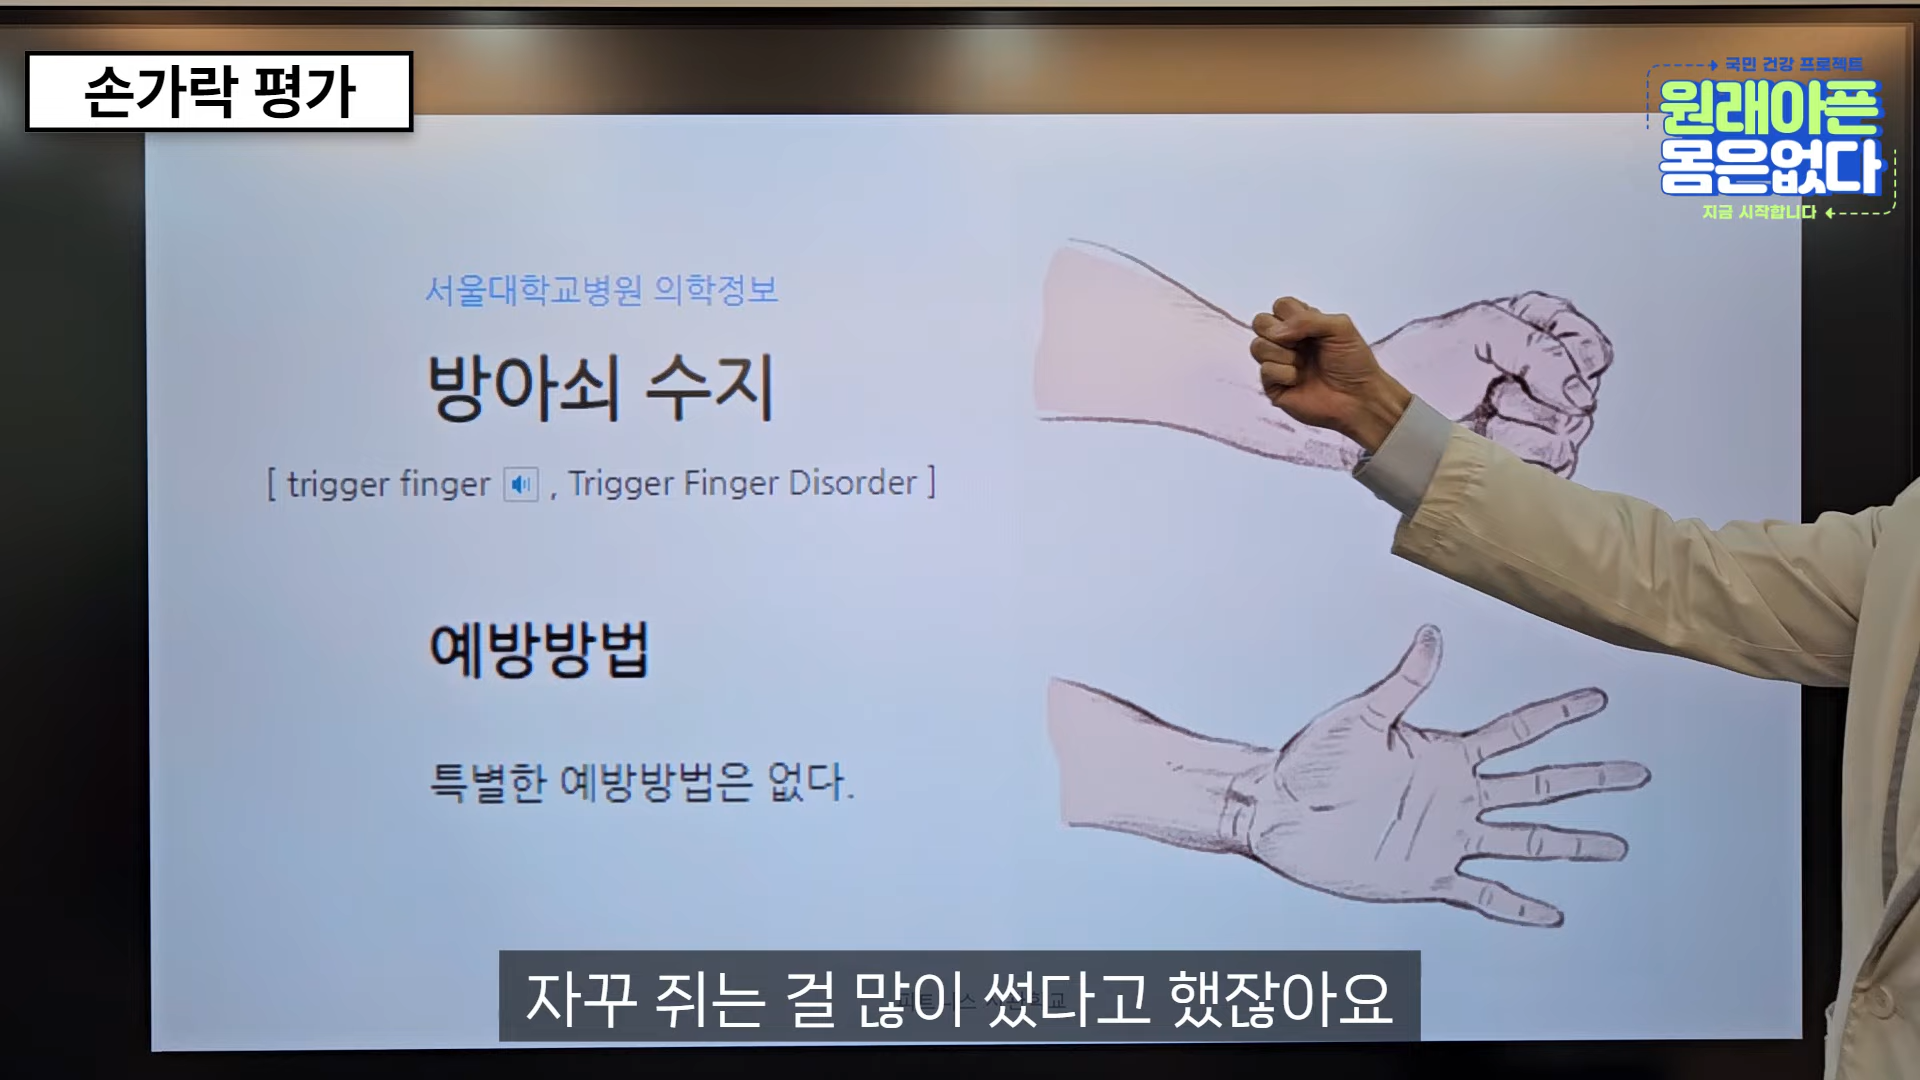 손가락 평가
국민 건강 프로젝트
원래아픈
몸은없다
지금 시작합니다
서울대학교병원 의학정보
방아쇠 수지
[ trigger finger , Trigger Finger Disorder ]
예방방법
특별한 예방방법은 없다.
자꾸 쥐는 걸 많이 썼다고 했잖아요